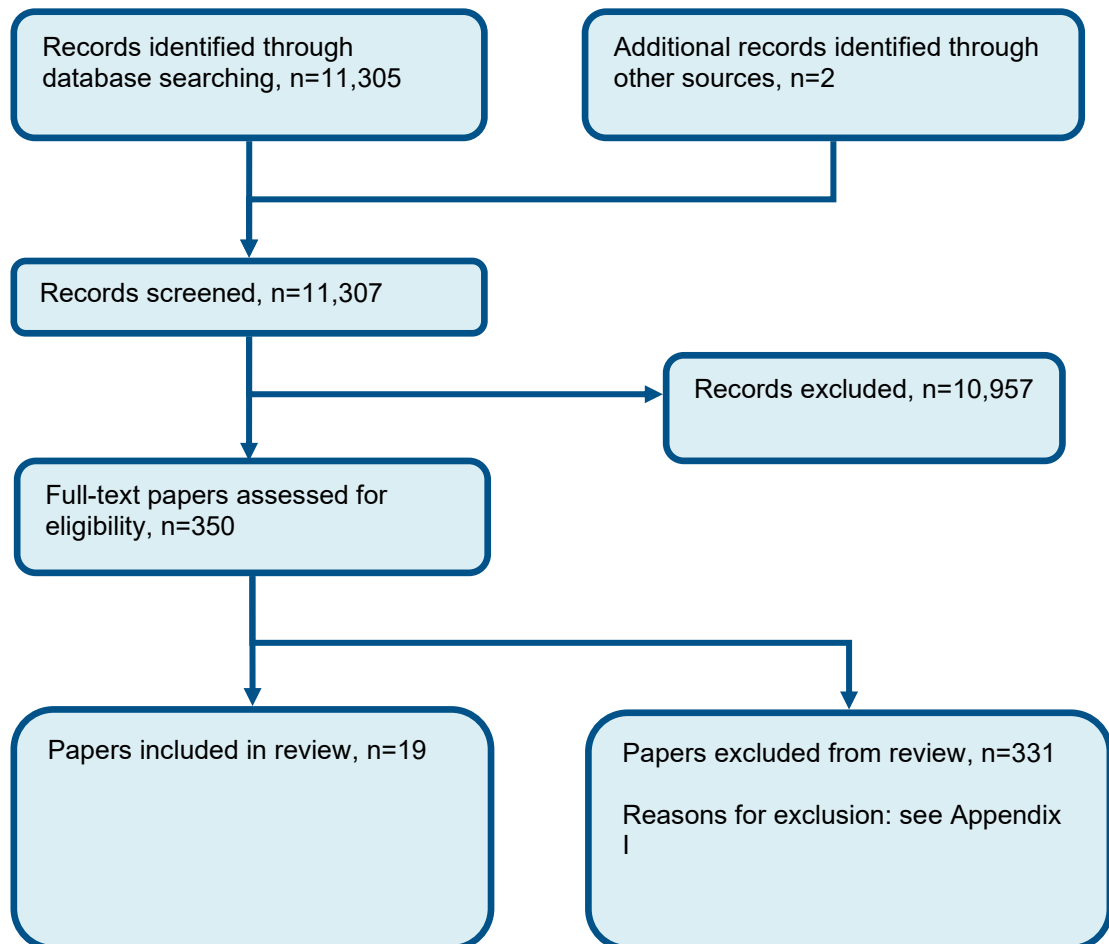 Records identified through
database searching, n=11,305
Additional records identified through
other sources, n=2
Records screened, n=11,307
Records excluded, n=10,957
Full-text papers assessed for
eligibility, n=350
Papers included in review, n=19
Papers excluded from review, n=331
Reasons for exclusion: see Appendix
I